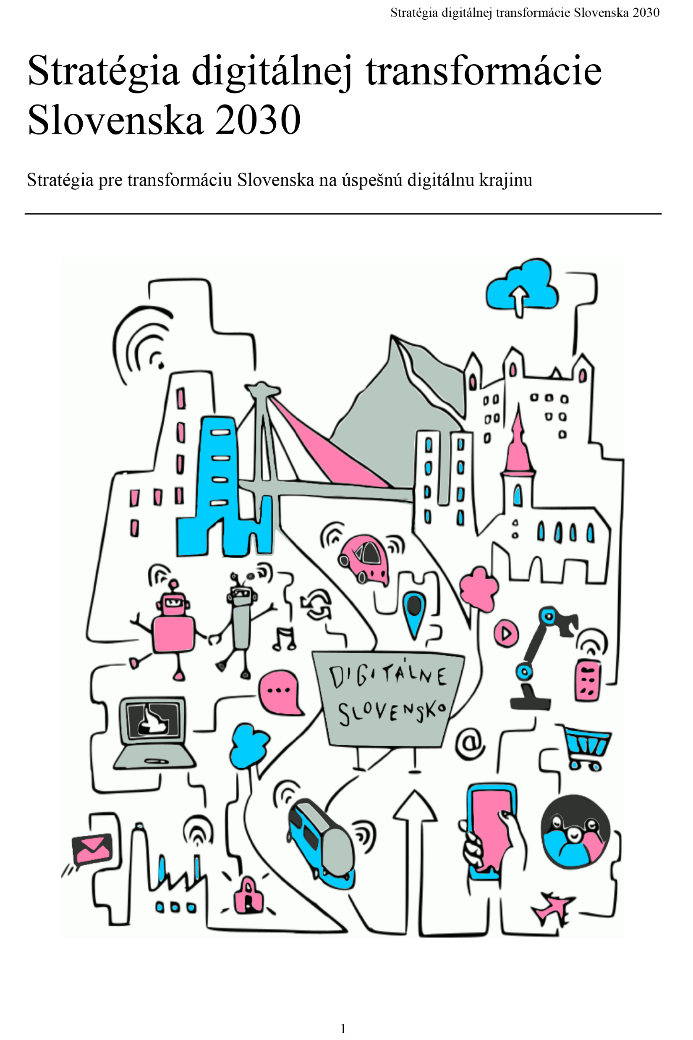 Stratégia digitálnej transformácie Slovenska 2030
Stratégia digitálnej transformácie
Slovenska 2030
Stratégia pre transformáciu Slovenska na úspešnú digitálnu krajinu
DIGITÁLNE
SLOVENSKO
@
1